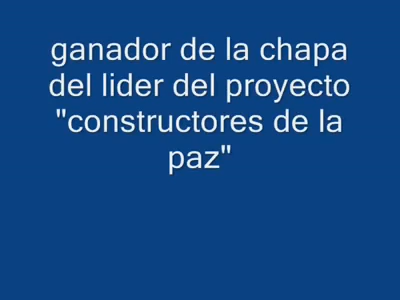 ganador de la chapa
del lider del proyecto
"constructores de la
paz"